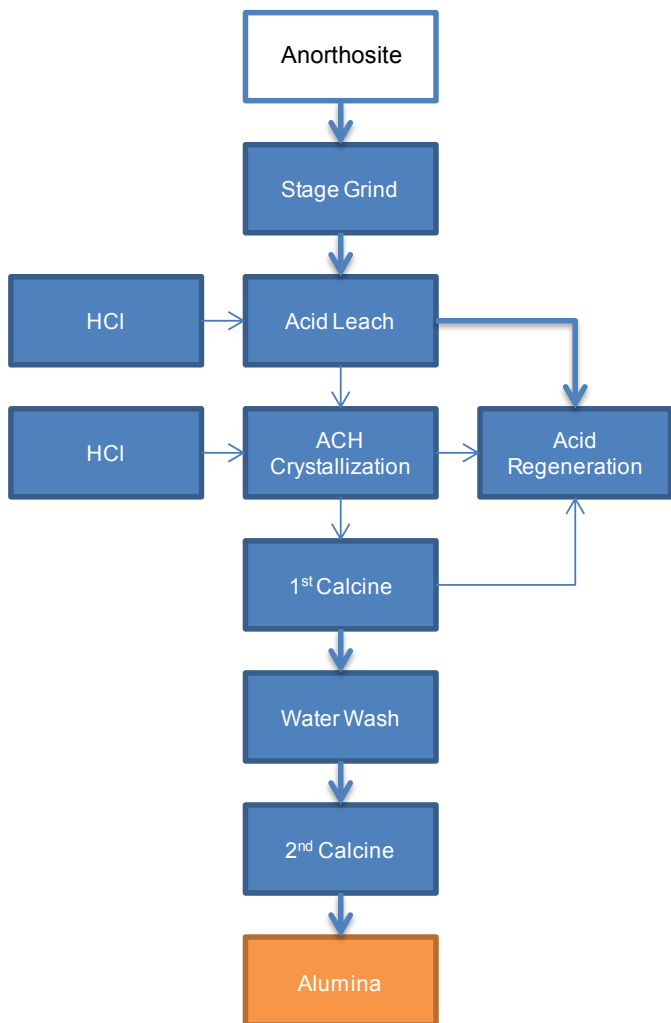 Anorthosite
Stage Grind
HCl
Acid Leach
HCl
ACH
Crystallization
Acid
Regeneration
1st Calcine
Water Wash
2nd Calcine
Alumina